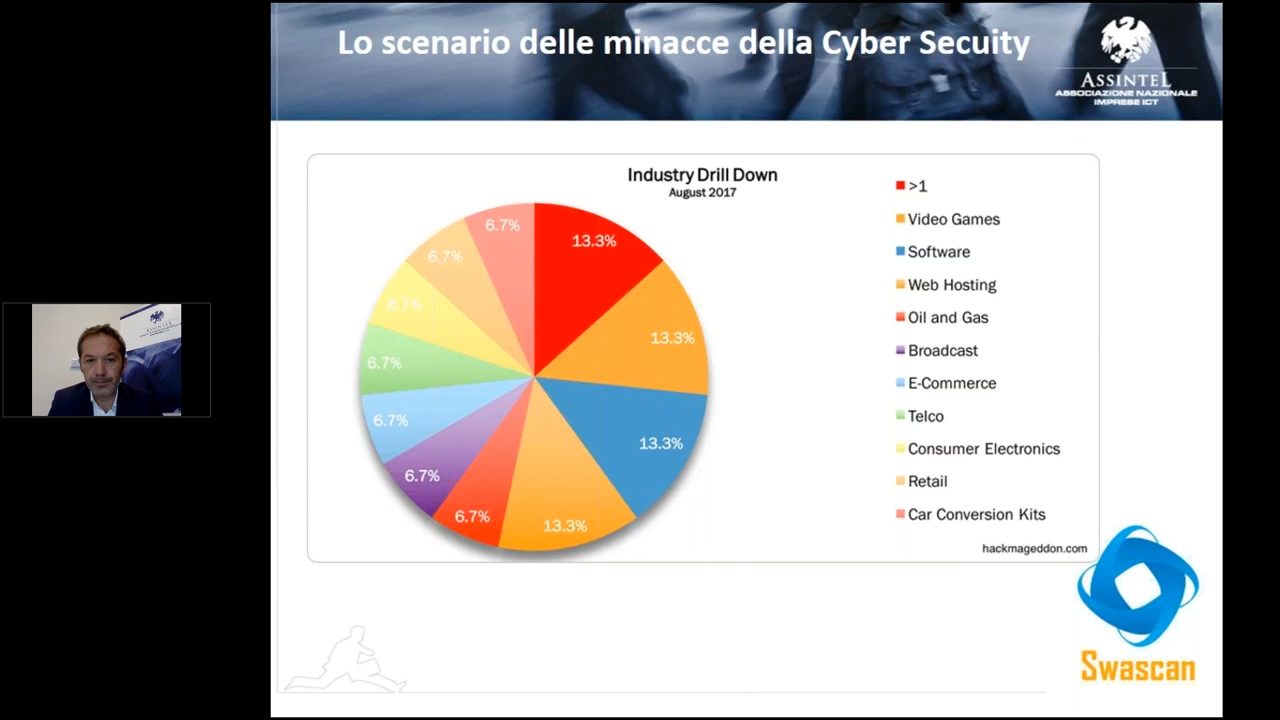 Lo scenario delle minacce della Cyber Secuity
ASSINTEL
ASSOCIAZIONE NAZIONALE
IMPRESE ICT
Industry Drill Down
August 2017
13.3%
13.3%
13.3%
13.3%
6.7%
6.7%
6.7%
6.7%
6.7%
6.7%
6.7%
>1
Video Games
Software
Web Hosting
Oil and Gas
Broadcast
E-Commerce
Telco
Consumer Electronics
Retail
Car Conversion Kits
hackmageddon.com
Swascan